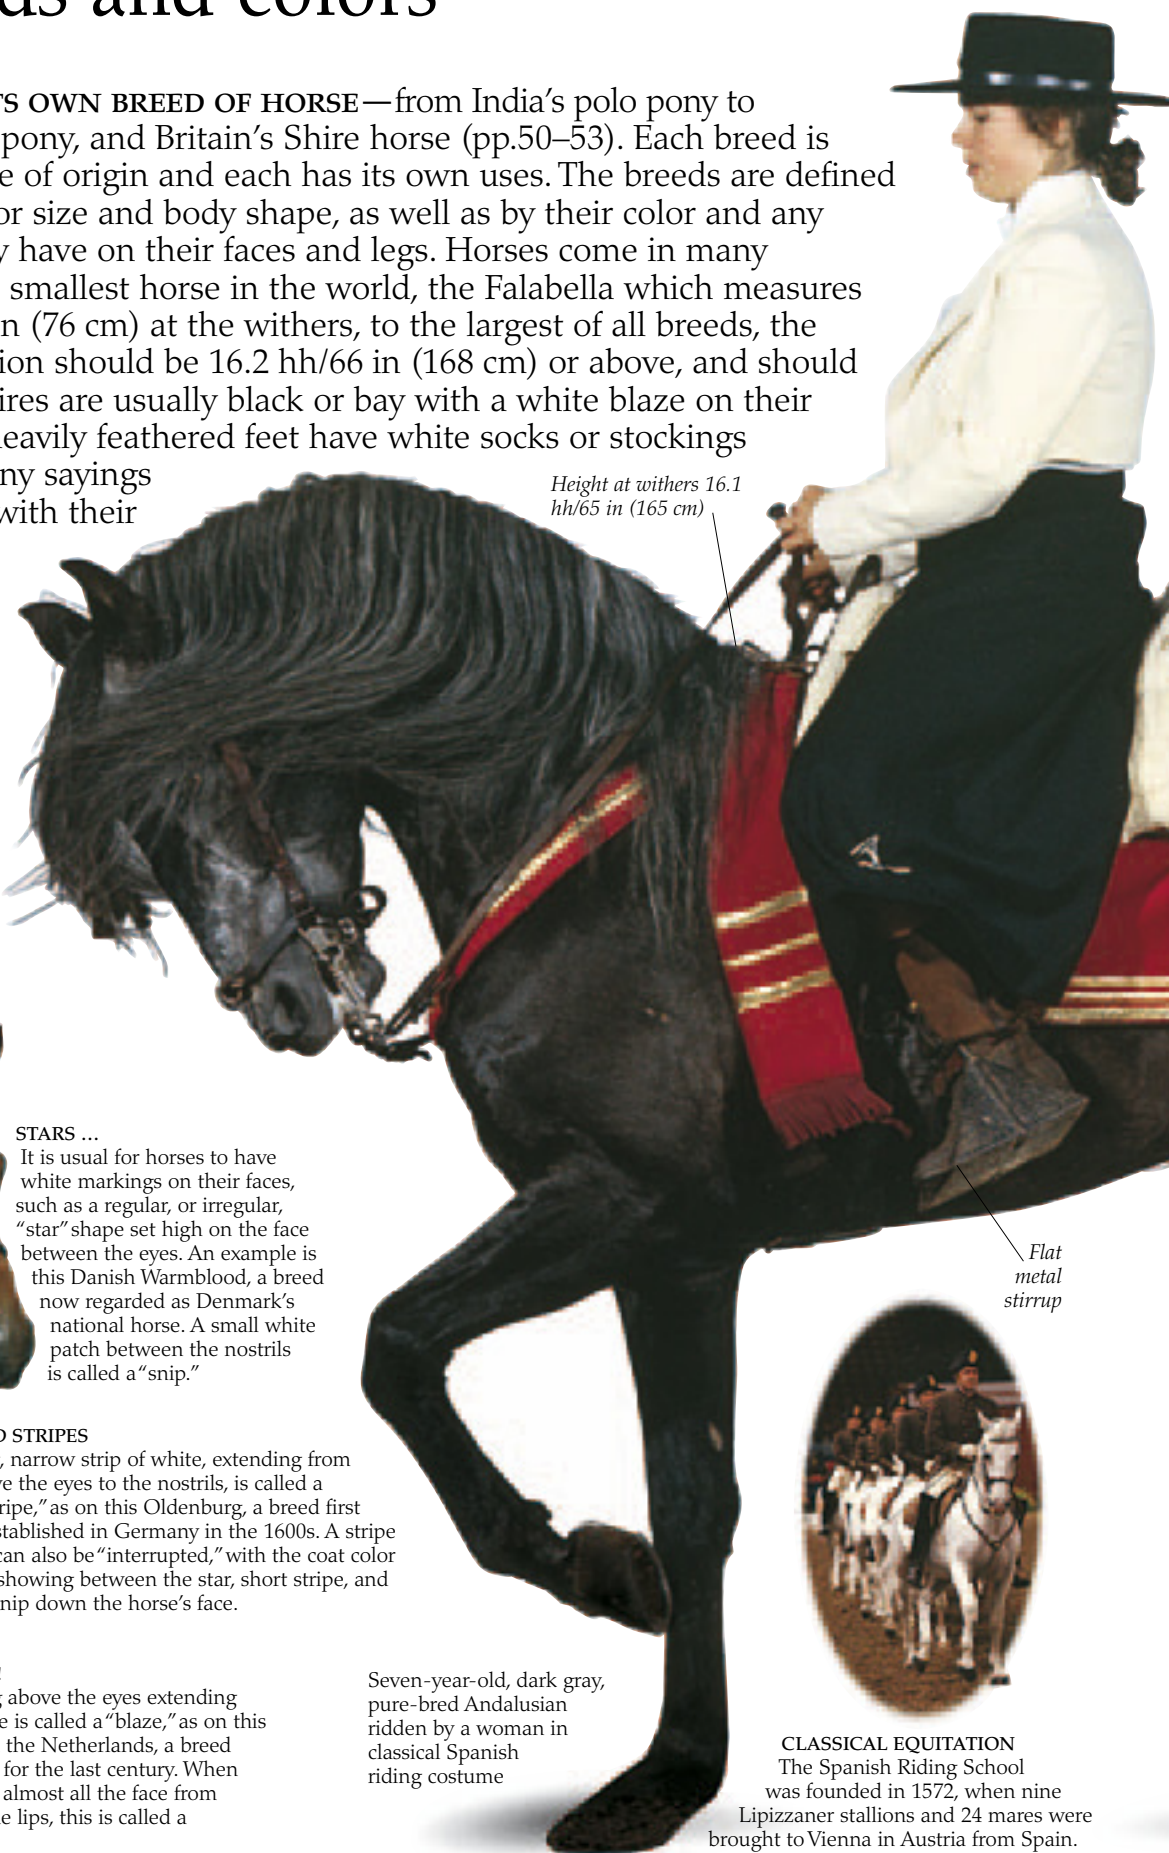 ds and colors
TS OWN BREED OF HORSE—from India's polo pony to
pony, and Britain's Shire horse (pp.50–53). Each breed is
e of origin and each has its own uses. The breeds are defined
or size and body shape, as well as by their color and any
y have on their faces and legs. Horses come in many
smallest horse in the world, the Falabella which measures
n (76 cm) at the withers, to the largest of all breeds, the
ion should be 16.2 hh/66 in (168 cm) or above, and should
ires are usually black or bay with a white blaze on their
heavily feathered feet have white socks or stockings
ny sayings
with their
Height at withers 16.1
hh/65 in (165 cm)
STARS ...
It is usual for horses to have
white markings on their faces,
such as a regular, or irregular,
“star” shape set high on the face
between the eyes. An example is
this Danish Warmblood, a breed
now regarded as Denmark's
national horse. A small white
patch between the nostrils
is called a “snip.”
Flat
metal
stirrup
D STRIPES
, narrow strip of white, extending from
ve the eyes to the nostrils, is called a
ripe,” as on this Oldenburg, a breed first
stablished in Germany in the 1600s. A stripe
can also be “interrupted,” with the coat color
showing between the star, short stripe, and
nip down the horse's face.
g above the eyes extending
e is called a “blaze,” as on this
the Netherlands, a breed
for the last century. When
almost all the face from
e lips, this is called a
Seven-year-old, dark gray,
pure-bred Andalusian
ridden by a woman in
classical Spanish
riding costume
CLASSICAL EQUITATION
The Spanish Riding School
was founded in 1572, when nine
Lipizzaner stallions and 24 mares were
brought to Vienna in Austria from Spain.